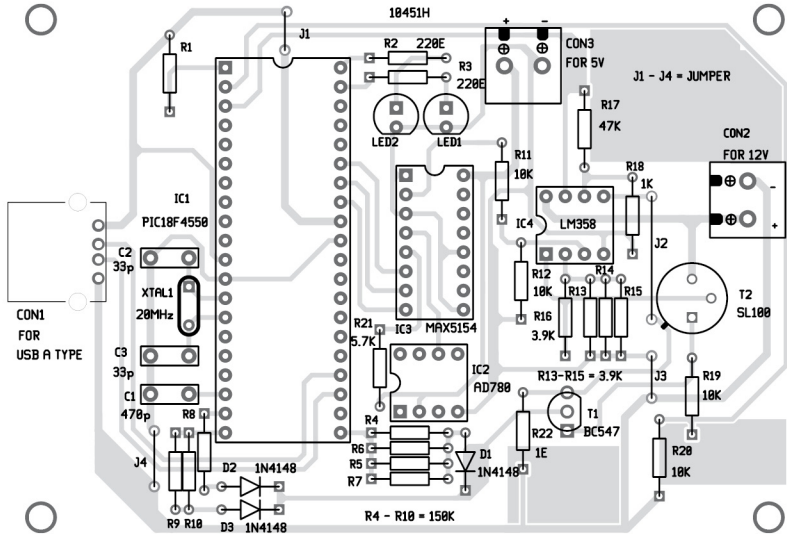 10451H
J1
R1
R2 220E
R3
220E
+ -
CON3
FOR 5V
J1 - J4 = JUMPER
R17
47K
CON2
FOR 12V
-
+
LED2
LED1
R11
10K
R18
1K
IC1
PIC18F4550
IC4
LM358
J2
C2
33p
XTAL1
20MHz
CON1
FOR
USB A TYPE
R12
10K
R13
R14
R15
R16
3.9K
T2
SL100
IC3
MAX5154
R21
5.7K
C3
33p
IC2
AD780
R13-R15 = 3.9K
J3
R19
10K
C1
470p
R8
R4
R6
R5
R7
D1
1N4148
R22
1E
T1
BC547
R20
10K
J4
D2
1N4148
R9
R10
D3
1N4148
R4 - R10 = 150K